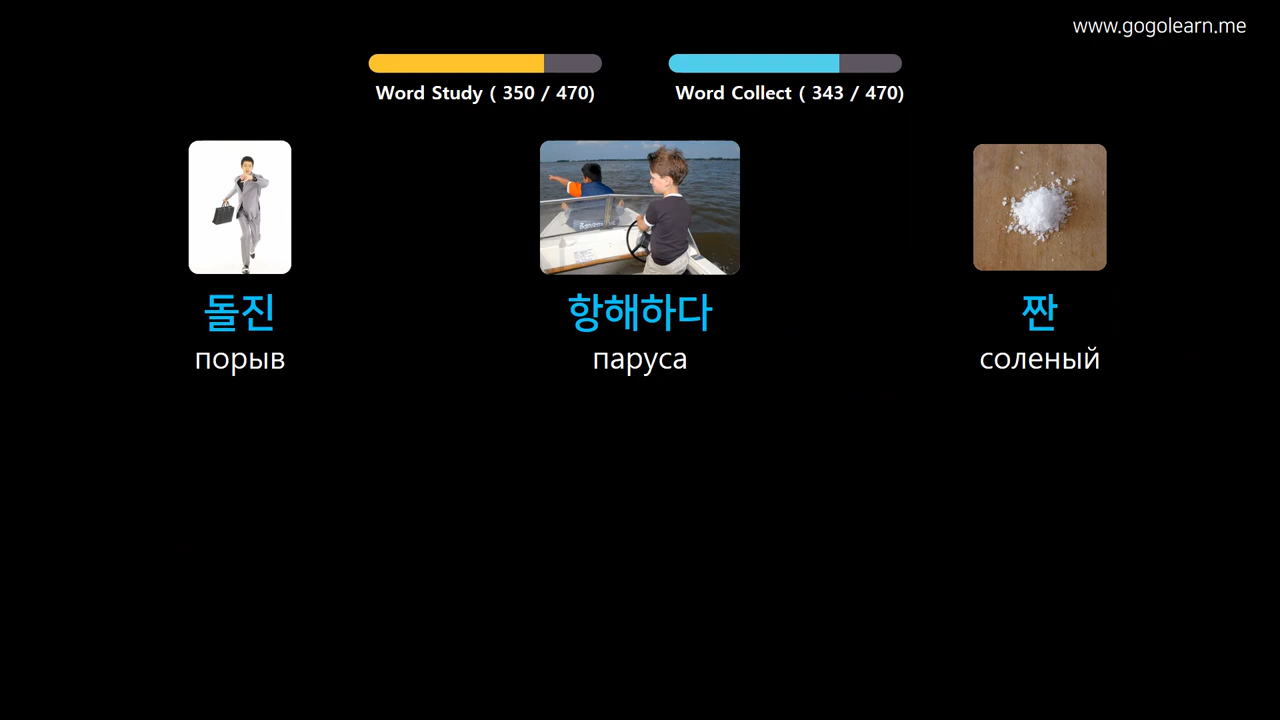 www.gogolearn.me
Word Study ( 350 / 470)
Word Collect ( 343 / 470)
돌진
항해하다
짠
порыв
паруса
соленый